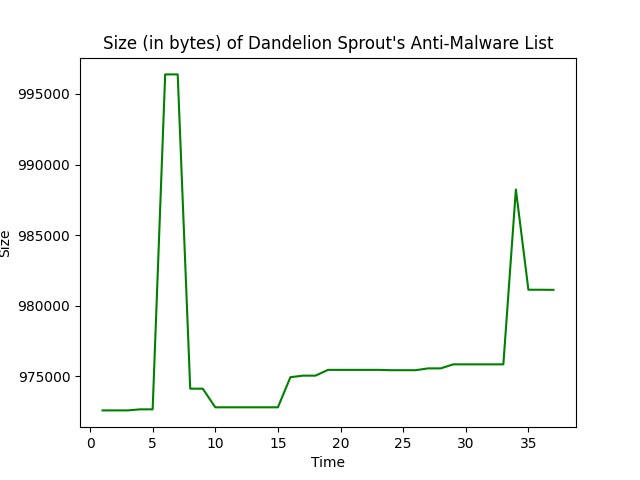 Size (in bytes) of Dandelion Sprout's Anti-Malware List
995000
990000
985000
980000
975000
Size
0 5 10 15 20 25 30 35
Time